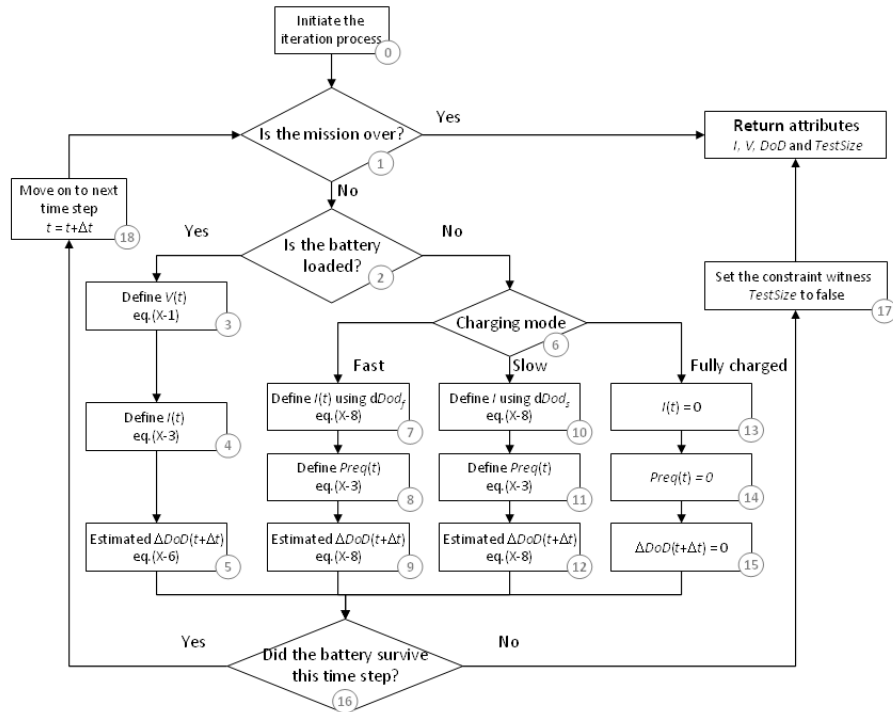 Initiate the
iteration process
0
Is the mission over?
1
Yes
No
Return attributes
I, V, DoD and TestSize
Move on to next
time step
t = t+Δt
18
Is the battery
loaded?
2
Yes
No
Set the constraint witness
TestSize to false
17
Define V(t)
eq.(X-1)
3
Charging mode
6
Fast
Slow
Fully charged
Define I(t)
eq.(X-3)
4
Define I(t) using dDod_f
eq.(X-8)
7
Define I using dDod_s
eq.(X-8)
10
I(t) = 0
13
Define Preq(t)
eq.(X-3)
8
Define Preq(t)
eq.(X-3)
11
Preq(t) = 0
14
Estimated ΔDoD(t+Δt)
eq.(X-6)
5
Estimated ΔDoD(t+Δt)
eq.(X-8)
9
Estimated ΔDoD(t+Δt)
eq.(X-8)
12
ΔDoD(t+Δt) = 0
15
Yes
No
Did the battery survive
this time step?
16